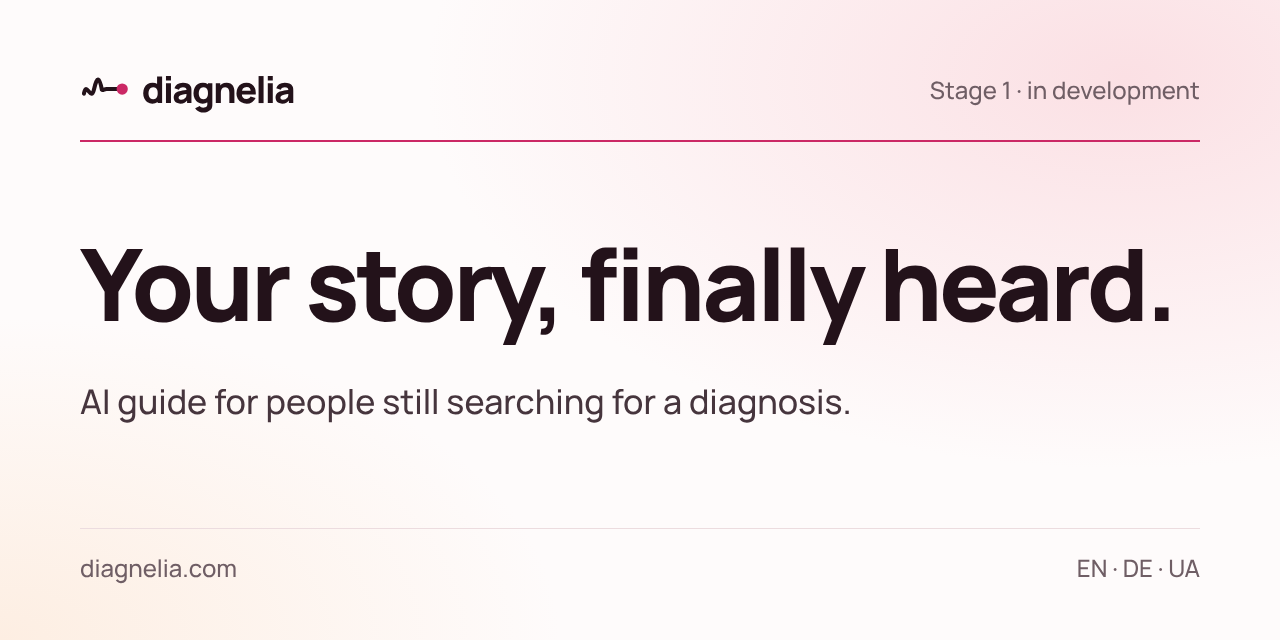 diagnelia
Stage 1 · in development
Your story, finally heard.
AI guide for people still searching for a diagnosis.
diagnelia.com
EN · DE · UA